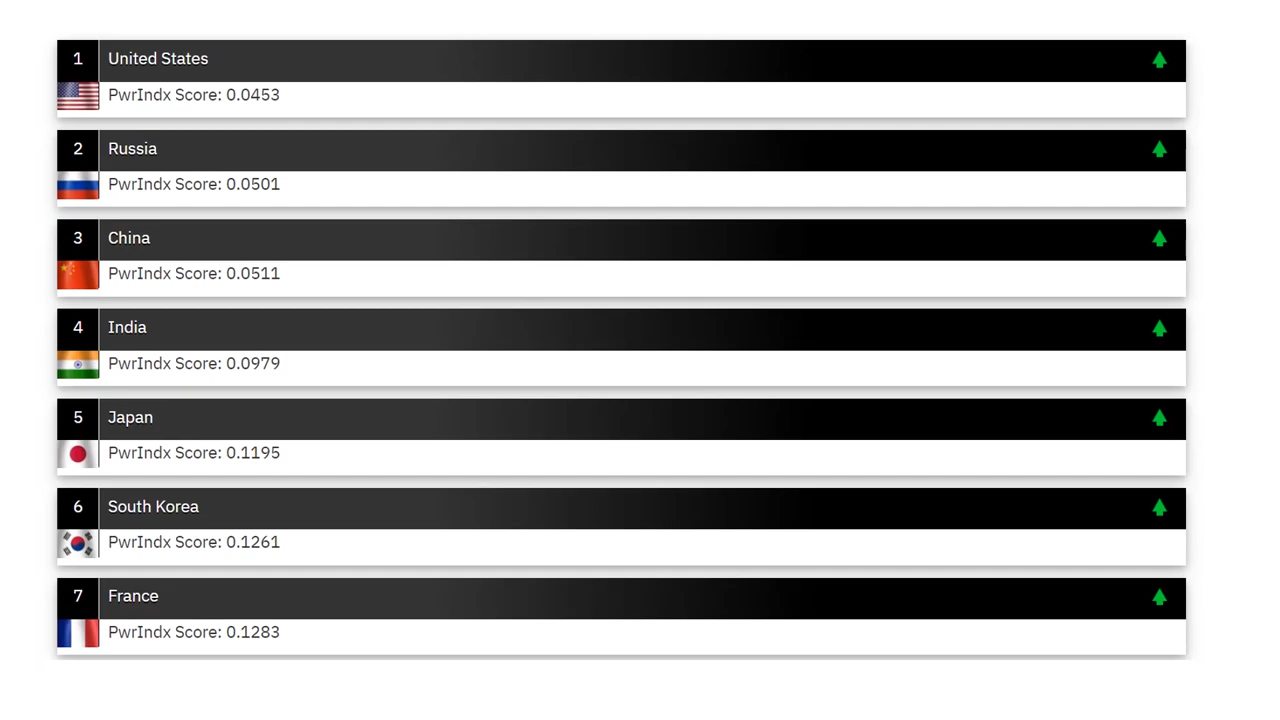 1 United States
PwrIndx Score: 0.0453
2 Russia
PwrIndx Score: 0.0501
3 China
PwrIndx Score: 0.0511
4 India
PwrIndx Score: 0.0979
5 Japan
PwrIndx Score: 0.1195
6 South Korea
PwrIndx Score: 0.1261
7 France
PwrIndx Score: 0.1283